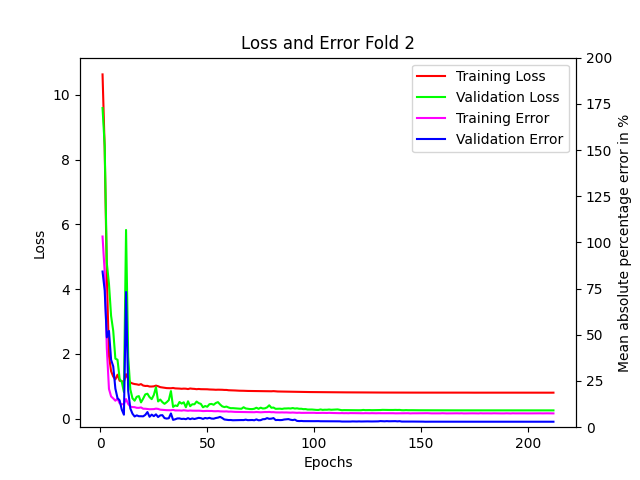 Loss and Error Fold 2
Training Loss
Validation Loss
Training Error
Validation Error
Loss
10
8
6
4
2
0
200
175
150
125
100
75
50
25
0
Mean absolute percentage error in %
0
50
100
150
200
Epochs